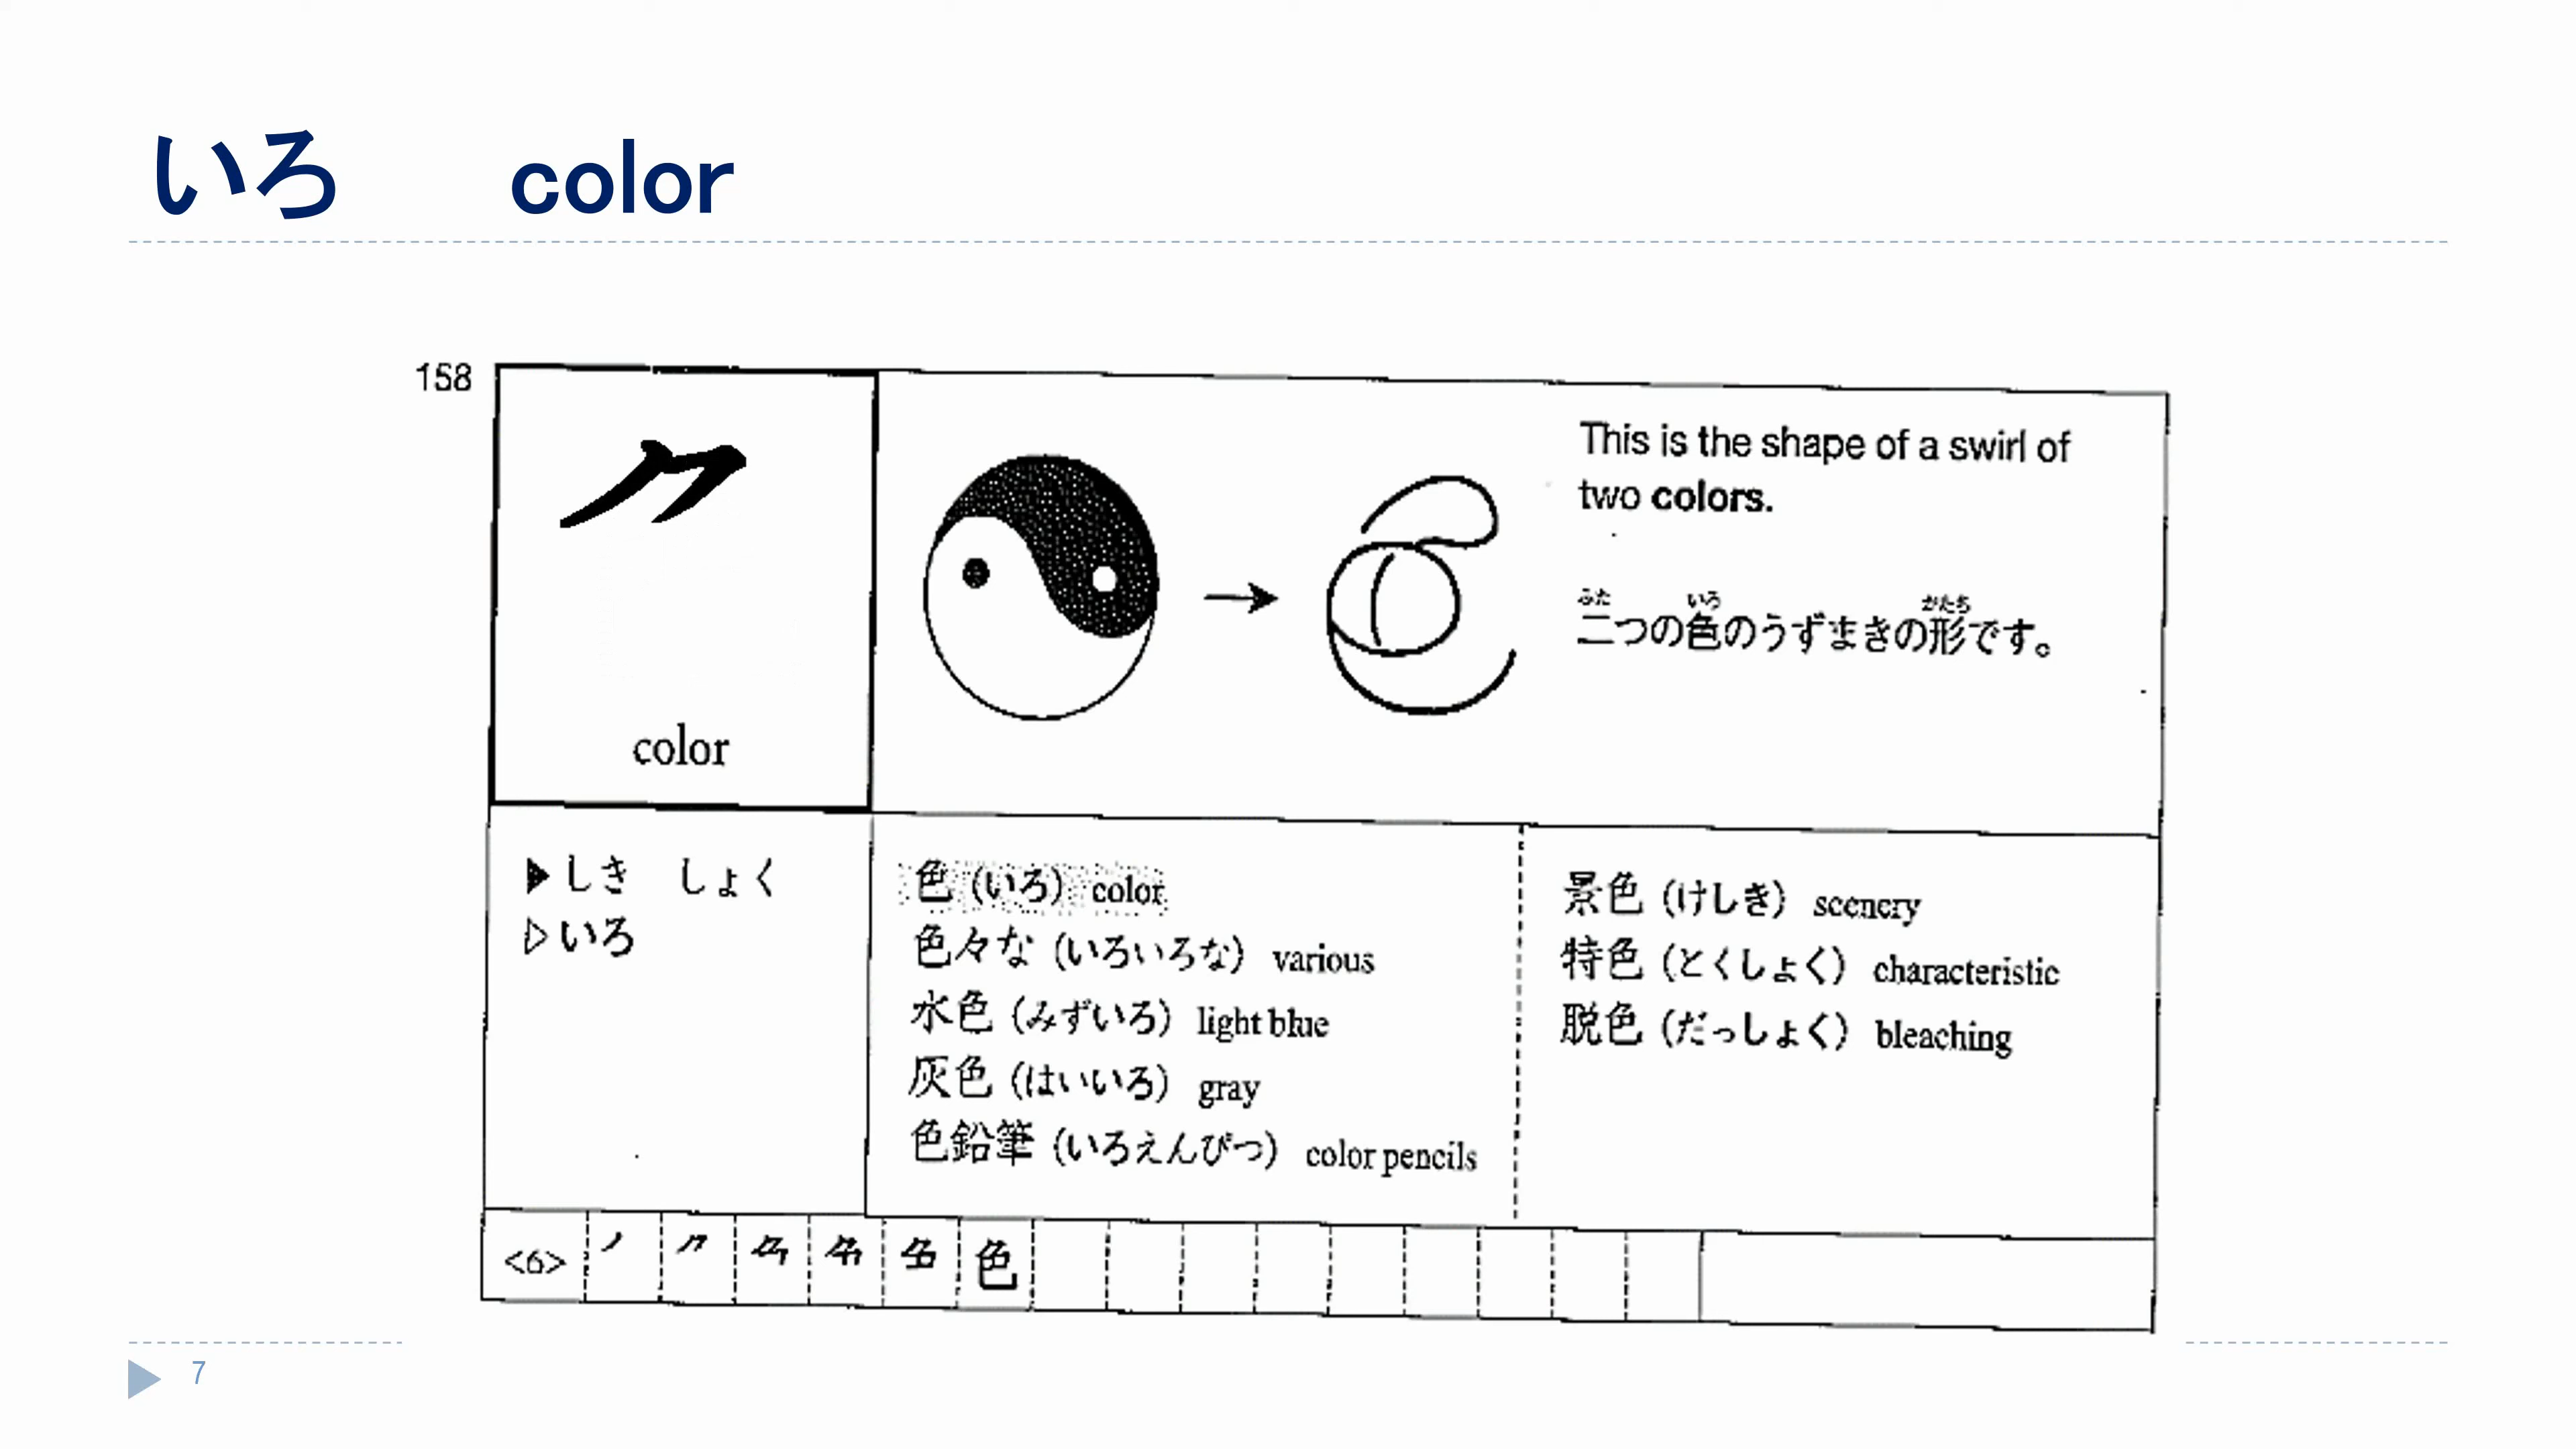 いろ color
158
color
This is the shape of a swirl of
two colors.
ふた いろ かたち
二つの色のうずまきの形です。
▶しき しょく
▷いろ
色 (いろ) color
色々な (いろいろな) various
水色 (みずいろ) light blue
灰色 (はいいろ) gray
色鉛筆 (いろえんぴつ) color pencils
景色 (けしき) scenery
特色 (とくしょく) characteristic
脱色 (だっしょく) bleaching
<6> 色
7